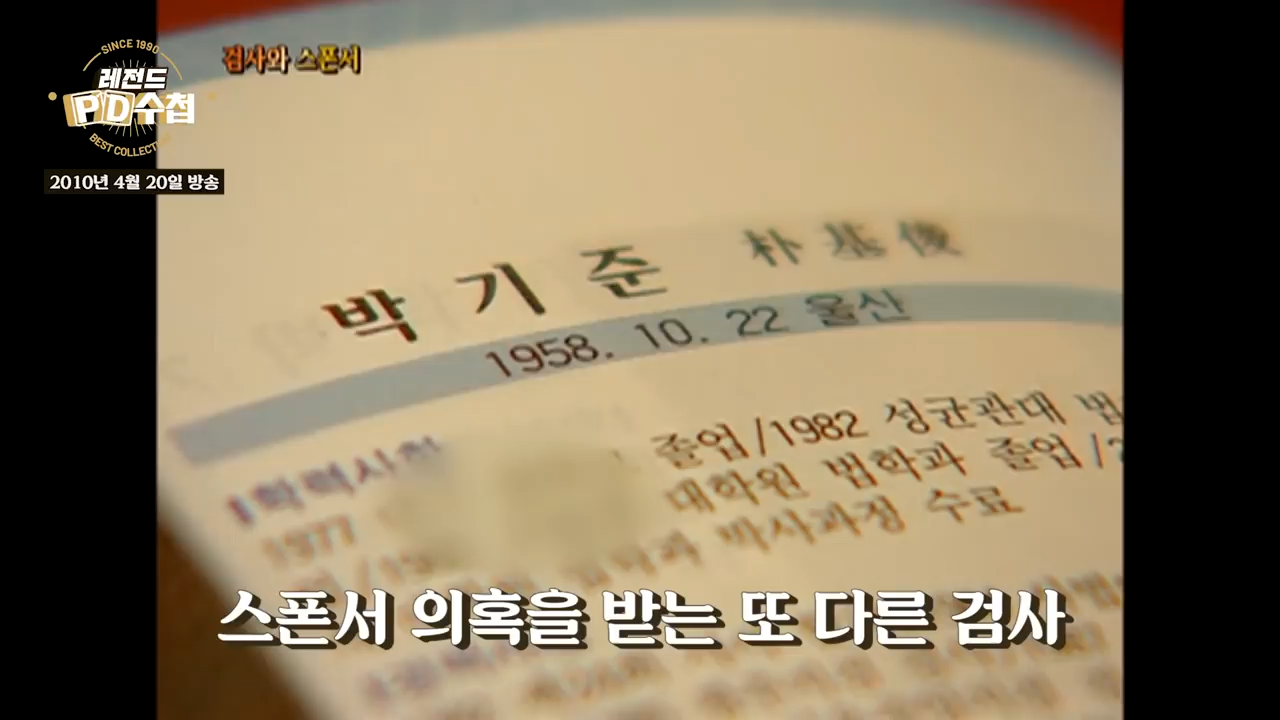 SINCE 1990
레전드
PD수첩
BEST COLLECTI
2010년 4월 20일 방송
검사와 스폰서
박기준 朴基俊
1958. 10. 22 울산
학력사항
졸업/1982 성균관대 법
1977
대학원 법학과 졸업/2
박사과정 수료
스폰서 의혹을 받는 또 다른 검사